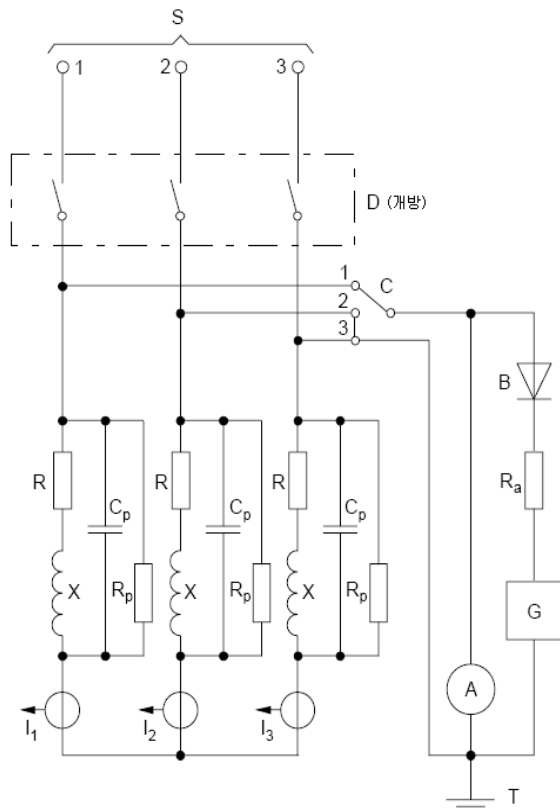 S
1 2 3
D (개방)
1 C
2
3
B
R Cp R Cp R Cp Ra
X Rp X Rp X Rp G
A
I1 I2 I3
T